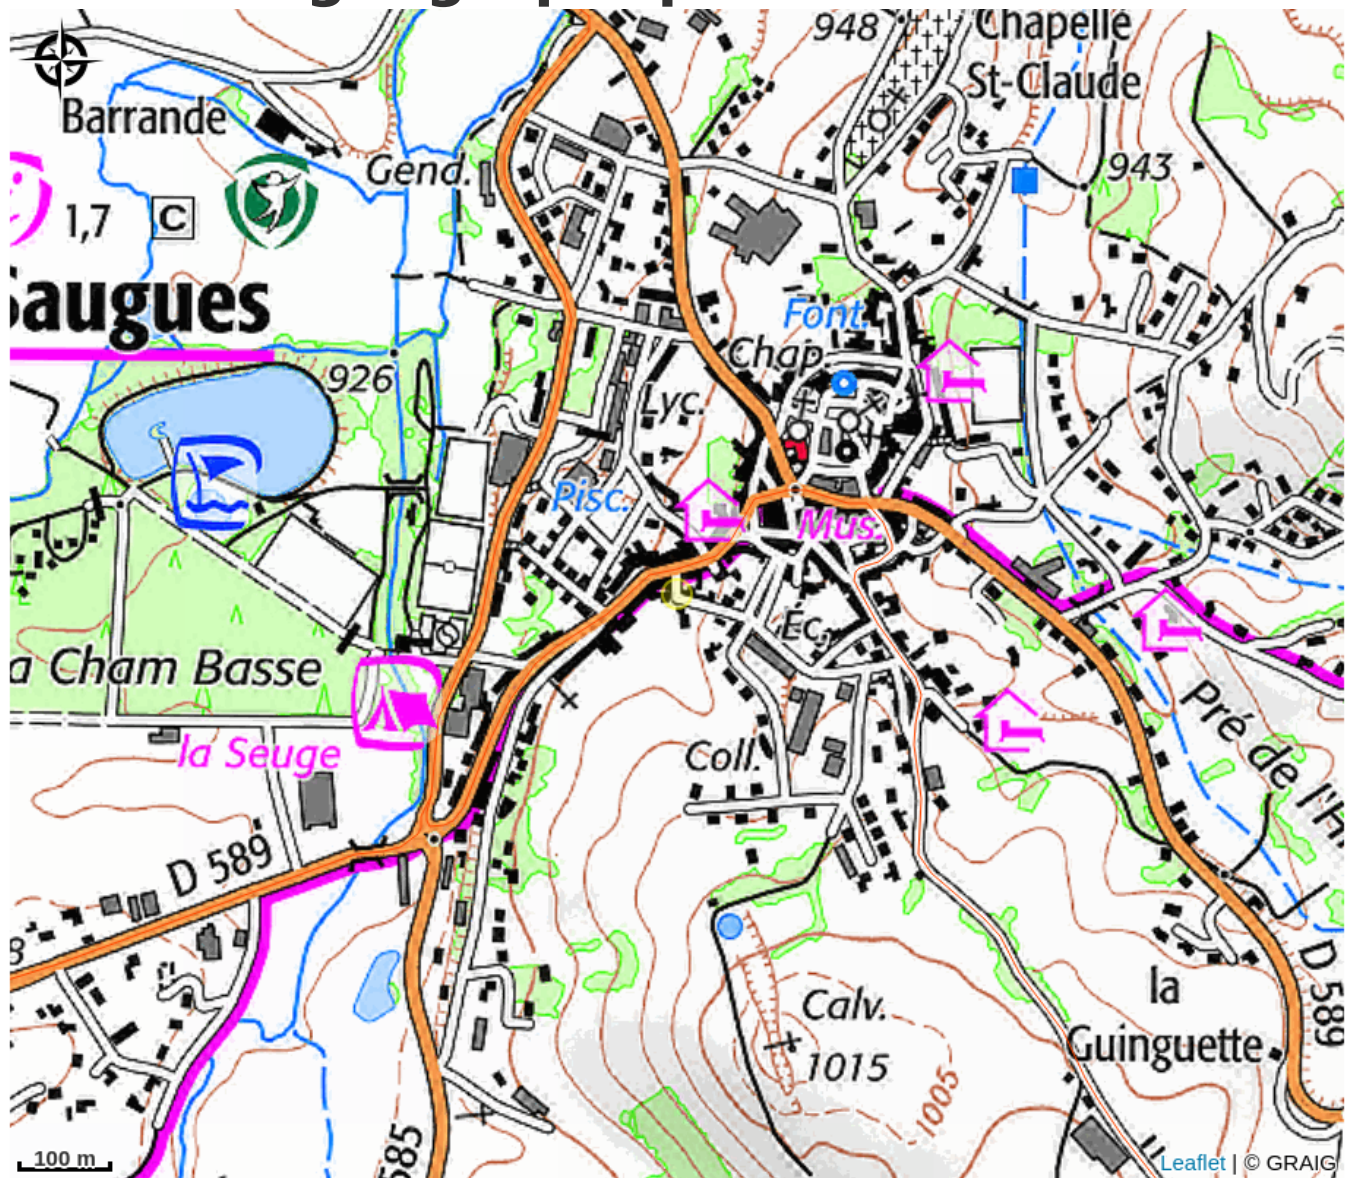 948
Chapelle
St-Claude
Barrande
Gend.
943
1,7
C
Saugues
Font.
Chap.
926
Lyc.
Pisc.
Mus.
Éc.
a Cham Basse
la Seuge
Coll.
Pré de l'H
D 589
8
Calv.
1015
1005
la
Guinguette
D 589
585
100 m
Leaflet | © GRAIG